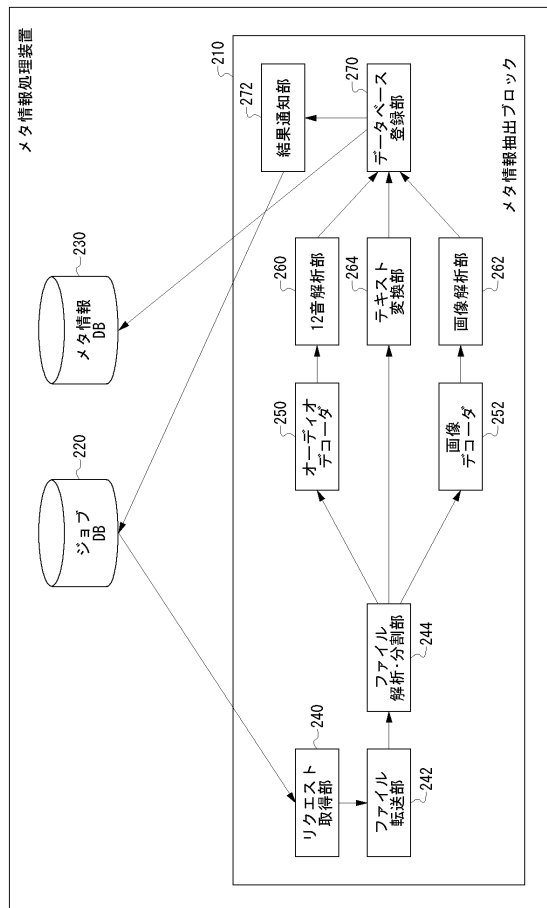 メタ情報処理装置
220
ジョブ
DB
230
メタ情報
DB
210
240
リクエスト
取得部
ファイル
転送部
242
ファイル
解析・分割部
244
250
オーディオ
デコーダ
画像
デコーダ
252
260
12音解析部
264
テキスト
変換部
画像解析部
262
272
結果通知部
270
データベース
登録部
メタ情報抽出ブロック